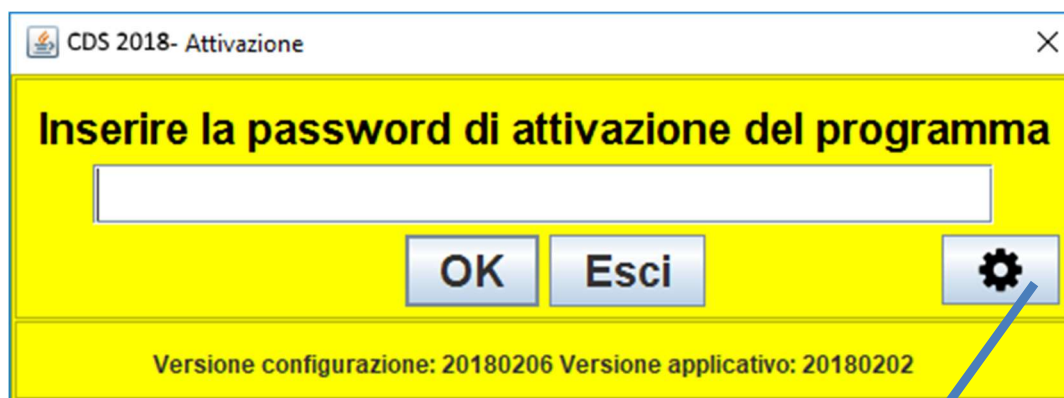 CDS 2018- Attivazione
Inserire la password di attivazione del programma
OK Esci
Versione configurazione: 20180206 Versione applicativo: 20180202